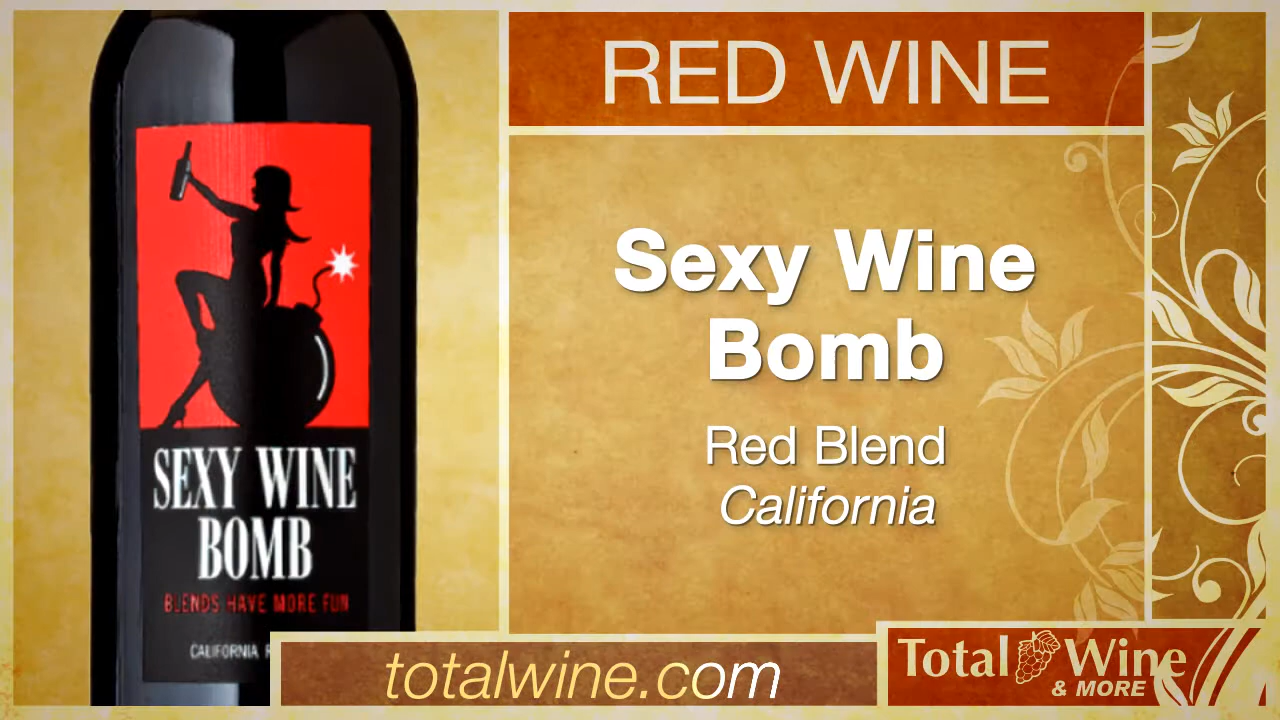 RED WINE
Sexy Wine
Bomb
Red Blend
California
SEXY WINE
BOMB
BLENDS HAVE MORE FUN
CALIFORNIA
totalwine.com
Total Wine
& MORE